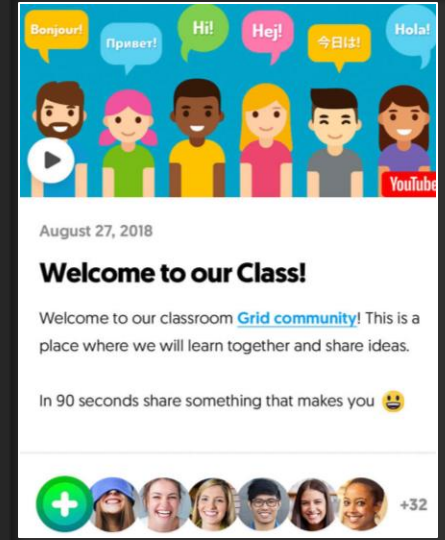 Bonjour!
Привет!
Hi!
Hej!
今日は!
Hola!
YouTube
August 27, 2018
Welcome to our Class!
Welcome to our classroom Grid community! This is a
place where we will learn together and share ideas.
In 90 seconds share something that makes you 😃
+32